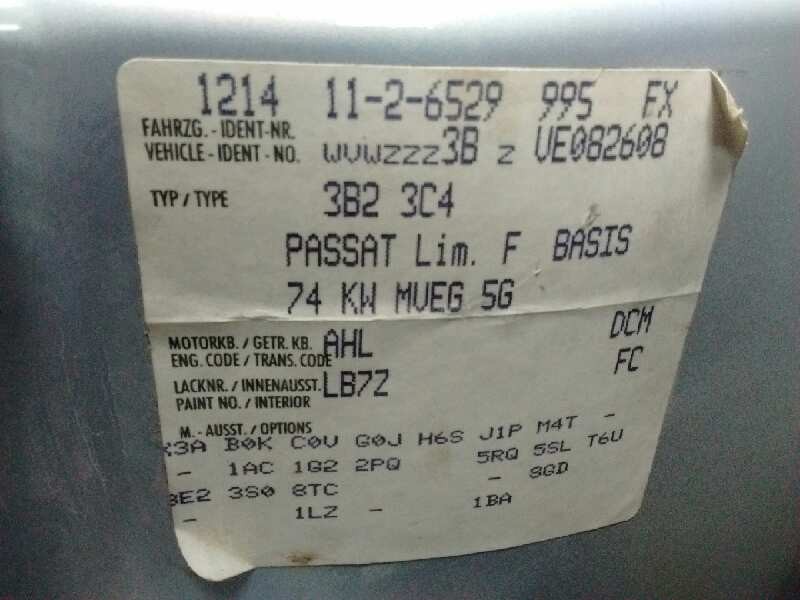 1214 11-2-6529 995 EX
FAHRZG. - IDENT-NR.
VEHICLE - IDENT - NO. WVWZZZ3B Z VE082608
TYP / TYPE 3B2 3C4
PASSAT Lim. F BASIS
74 KW MVEG 5G
MOTORKB. / GETR. KB. AHL DCM
ENG. CODE / TRANS. CODE
LACKNR. / INNENAUSST. LB7Z FC
PAINT NO. / INTERIOR
M. - AUSST. / OPTIONS
K3A B0K C0V G0J H6S J1P M4T -
- 1AC 1G2 2PQ 5RQ 5SL T6U
3S0 8TC - 8GD
- 1LZ - 1BA